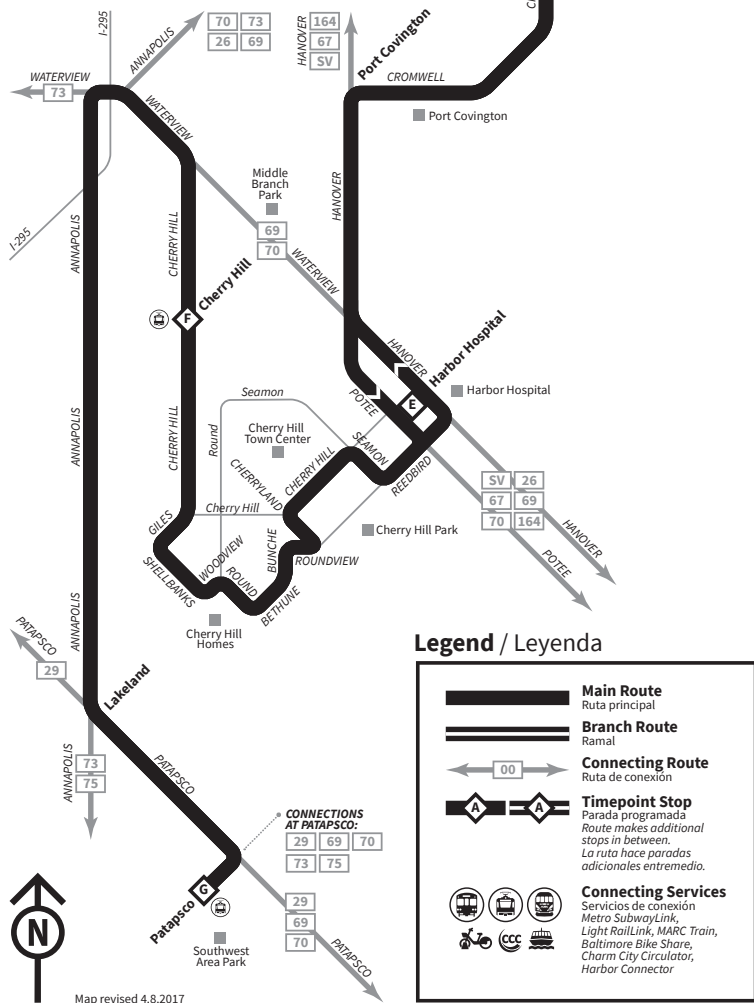 I-295
ANNAPOLIS
70 73
26 69
HANOVER
164
67
SV
Port Covington
CROMWELL
WATERVIEW
73
WATERVIEW
Port Covington
Middle
Branch
Park
69
70
WATERVIEW
HANOVER
I-295
ANNAPOLIS
CHERRY HILL
F
Cherry Hill
HANOVER
Harbor Hospital
E
Harbor Hospital
POTEE
Seamon
Round
Cherry Hill
Town Center
ANNAPOLIS
CHERRY HILL
CHERRYLAND
CHERRY HILL
SEAMON
REEDBIRD
SV 26
67 69
70 164
HANOVER
POTEE
Cherry Hill
GILES
Cherry Hill Park
BUNCHE
ROUNDVIEW
WOODVIEW
SHELLBANKS
ROUND
BETHUNE
Cherry Hill
Homes
ANNAPOLIS
PATAPSCO
29
Lakeland
ANNAPOLIS
73
75
PATAPSCO
CONNECTIONS
AT PATAPSCO:
29 69 70
73 75
G
Patapsco
Southwest
Area Park
29
69
70
PATAPSCO
N
Map revised 4.8.2017
Legend / Leyenda
Main Route
Ruta principal
Branch Route
Ramal
00
Connecting Route
Ruta de conexión
A A
Timepoint Stop
Parada programada
Route makes additional
stops in between.
La ruta hace paradas
adicionales entremedio.
Connecting Services
Servicios de conexión
Metro SubwayLink,
Light RailLink, MARC Train,
Baltimore Bike Share,
Charm City Circulator,
Harbor Connector
CCC